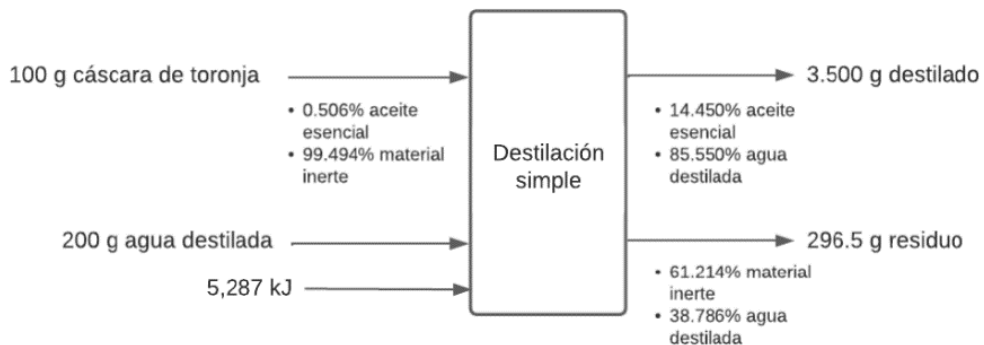 100 g cáscara de toronja
• 0.506% aceite
esencial
• 99.494% material
inerte
200 g agua destilada
5,287 kJ
Destilación
simple
3.500 g destilado
• 14.450% aceite
esencial
• 85.550% agua
destilada
296.5 g residuo
• 61.214% material
inerte
• 38.786% agua
destilada